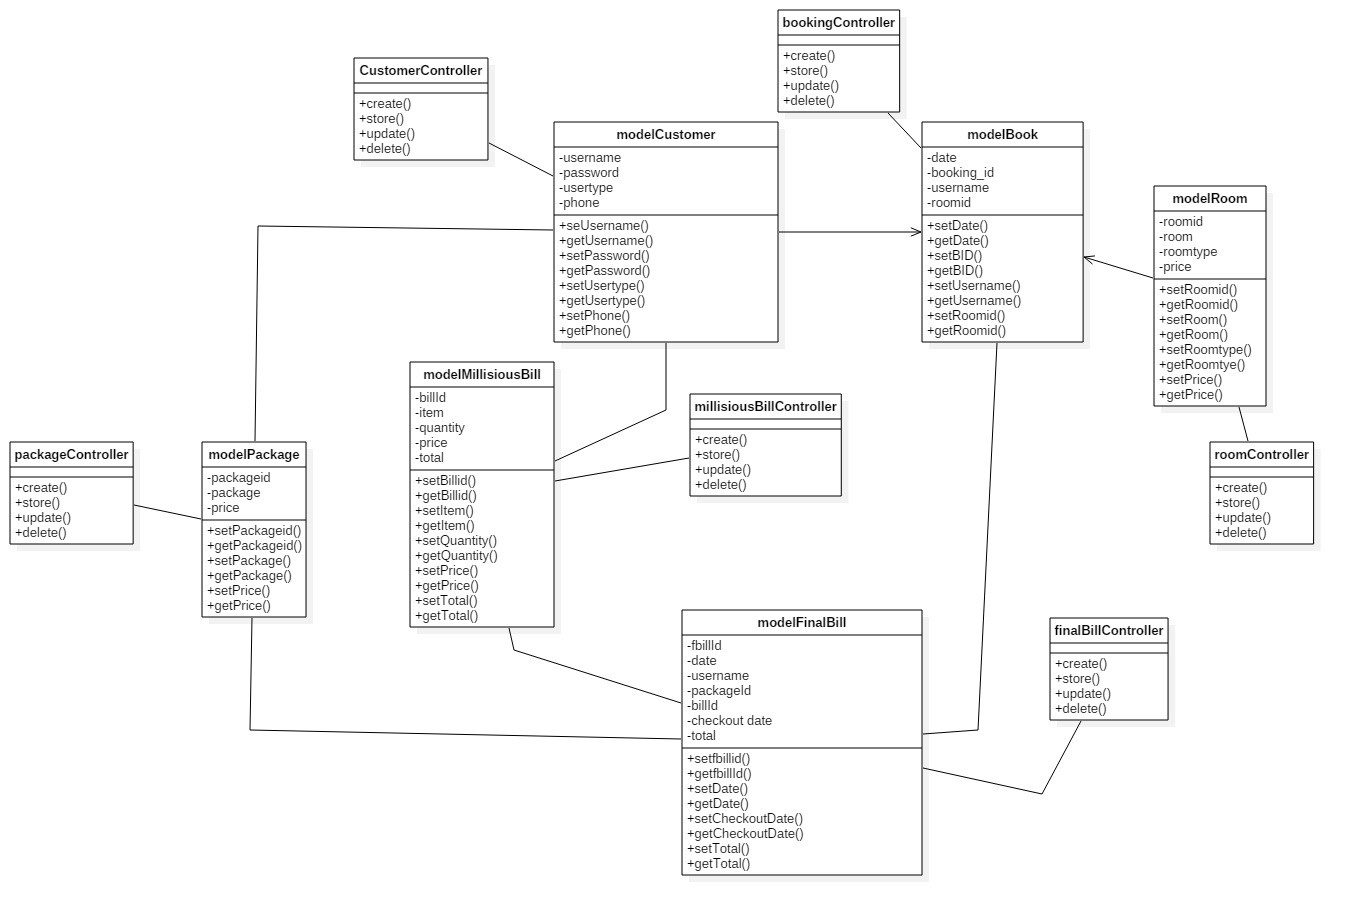 bookingController
+create()
+store()
+update()
+delete()
CustomerController
+create()
+store()
+update()
+delete()
modelCustomer
-username
-password
-usertype
-phone
+seUsername()
+getUsername()
+setPassword()
+getPassword()
+setUsertype()
+getUsertype()
+setPhone()
+getPhone()
modelBook
-date
-booking_id
-username
-roomid
+setDate()
+getDate()
+setBID()
+getBID()
+setUsername()
+getUsername()
+setRoomid()
+getRoomid()
modelRoom
-roomid
-room
-roomtype
-price
+setRoomid()
+getRoomid()
+setRoom()
+getRoom()
+setRoomtype()
+getRoomtye()
+setPrice()
+getPrice()
modelMillisiousBill
-billId
-item
-quantity
-price
-total
+setBillid()
+getBillid()
+setItem()
+getItem()
+setQuantity()
+getQuantity()
+setPrice()
+getPrice()
+setTotal()
+getTotal()
millisiousBillController
+create()
+store()
+update()
+delete()
packageController
+create()
+store()
+update()
+delete()
modelPackage
-packageid
-package
-price
+setPackageid()
+getPackageid()
+setPackage()
+getPackage()
+setPrice()
+getPrice()
roomController
+create()
+store()
+update()
+delete()
modelFinalBill
-fbillId
-date
-username
-packageId
-billId
-checkout date
-total
+setfbillid()
+getfbillId()
+setDate()
+getDate()
+setCheckoutDate()
+getCheckoutDate()
+setTotal()
+getTotal()
finalBillController
+create()
+store()
+update()
+delete()